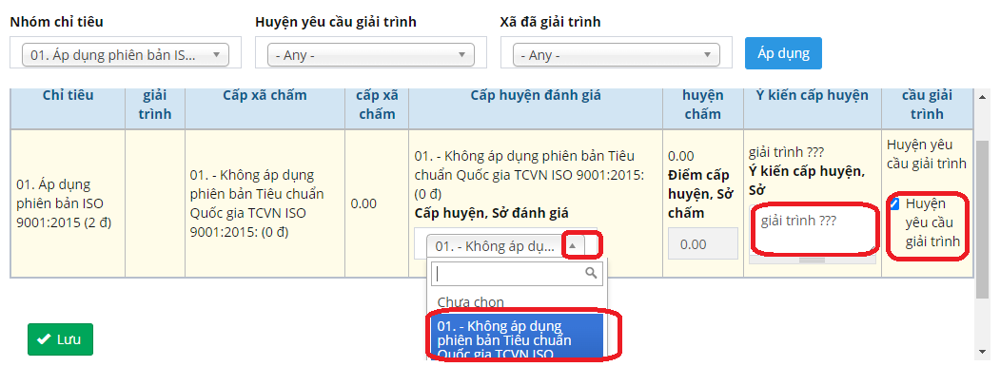 Nhóm chỉ tiêu
Huyện yêu cầu giải trình
Xã đã giải trình
01. Áp dụng phiên bản IS...
- Any -
- Any -
Áp dụng
Chỉ tiêu
giải
trình
Cấp xã chấm
cấp xã
chấm
Cấp huyện đánh giá
huyện
chấm
Ý kiến cấp huyện
cầu giải
trình
01. Áp dụng
phiên bản ISO
9001:2015 (2 đ)
01. - Không áp dụng
phiên bản Tiêu chuẩn
Quốc gia TCVN ISO
9001:2015: (0 đ)
0.00
01. - Không áp dụng phiên bản Tiêu
chuẩn Quốc gia TCVN ISO 9001:2015:
(0 đ)
Cấp huyện, Sở đánh giá
01. - Không áp dụ...
Chưa chọn
01. - Không áp dụng
phiên bản Tiêu chuẩn
Quốc gia TCVN ISO
0.00
Điểm cấp
huyện, Sở
chấm
0.00
giải trình ???
Ý kiến cấp huyện,
Sở
giải trình ???
Huyện yêu
cầu giải trình
Huyện
yêu cầu
giải trình
Lưu